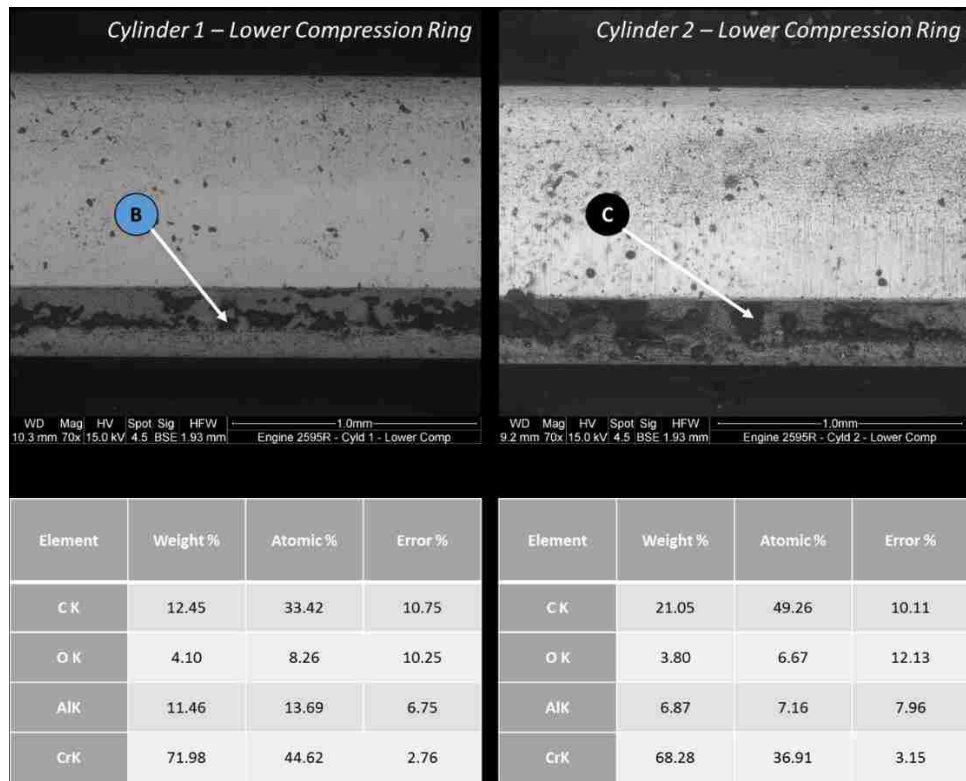 Cylinder 1 – Lower Compression Ring
B
WD Mag HV Spot Sig HFW 1.0mm
10.3 mm 70x 15.0 kV 4.5 BSE 1.93 mm Engine 2595R - Cyld 1 - Lower Comp
Cylinder 2 – Lower Compression Ring
C
WD Mag HV Spot Sig HFW 1.0mm
9.2 mm 70x 15.0 kV 4.5 BSE 1.93 mm Engine 2595R - Cyld 2 - Lower Comp
Element Weight % Atomic % Error %
C K 12.45 33.42 10.75
O K 4.10 8.26 10.25
AlK 11.46 13.69 6.75
CrK 71.98 44.62 2.76
Element Weight % Atomic % Error %
C K 21.05 49.26 10.11
O K 3.80 6.67 12.13
AlK 6.87 7.16 7.96
CrK 68.28 36.91 3.15